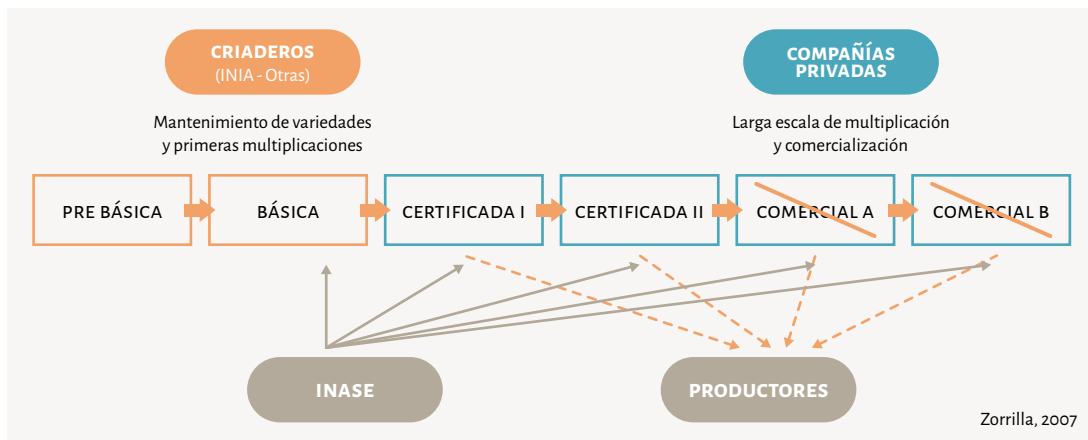 CRIADEROS
(INIA - Otras)
COMPAÑÍAS
PRIVADAS
Mantenimiento de variedades
y primeras multiplicaciones
Larga escala de multiplicación
y comercialización
PRE BÁSICA
BÁSICA
CERTIFICADA I
CERTIFICADA II
COMERCIAL A
COMERCIAL B
INASE
PRODUCTORES
Zorrilla, 2007